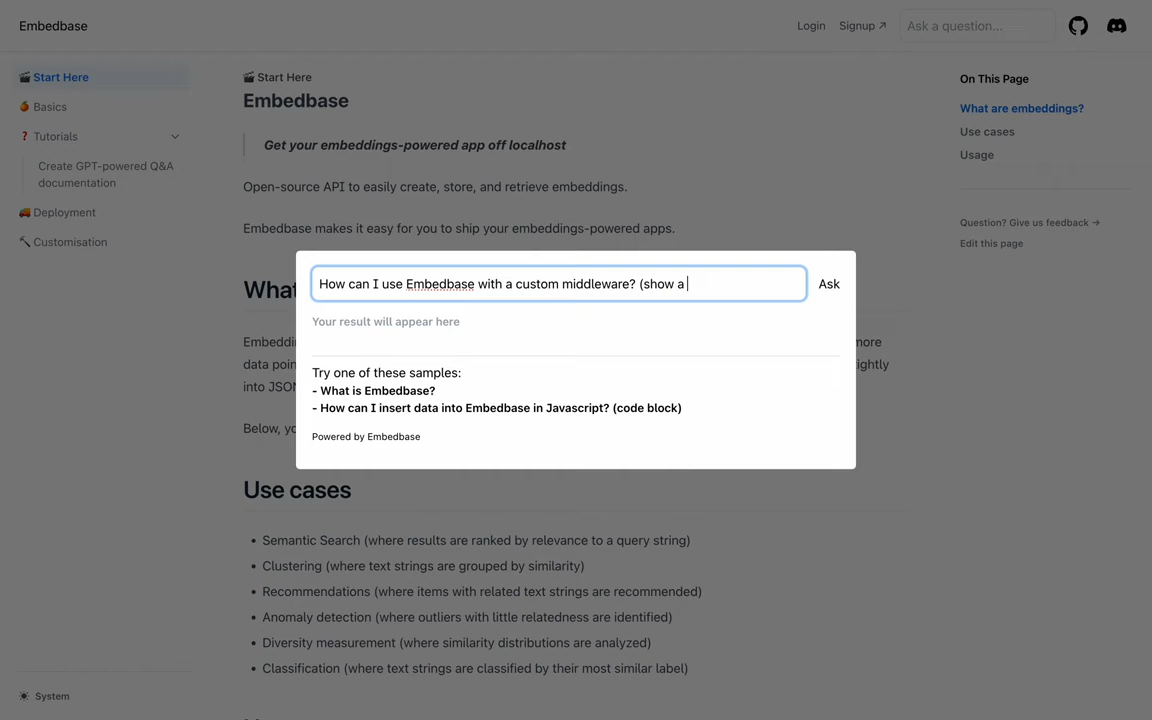 Embedbase
Login
Signup ↗
Ask a question...
Start Here
Basics
Tutorials
Create GPT-powered Q&A
documentation
Deployment
Customisation
System
Start Here
Embedbase
Get your embeddings-powered app off localhost
Open-source API to easily create, store, and retrieve embeddings.
Embedbase makes it easy for you to ship your embeddings-powered apps.
What
Embeddi
more
data poin
ightly
into JSON
Below, yo
How can I use Embedbase with a custom middleware? (show a
Ask
Your result will appear here
Try one of these samples:
- What is Embedbase?
- How can I insert data into Embedbase in Javascript? (code block)
Powered by Embedbase
Use cases
• Semantic Search (where results are ranked by relevance to a query string)
• Clustering (where text strings are grouped by similarity)
• Recommendations (where items with related text strings are recommended)
• Anomaly detection (where outliers with little relatedness are identified)
• Diversity measurement (where similarity distributions are analyzed)
• Classification (where text strings are classified by their most similar label)
On This Page
What are embeddings?
Use cases
Usage
Question? Give us feedback →
Edit this page